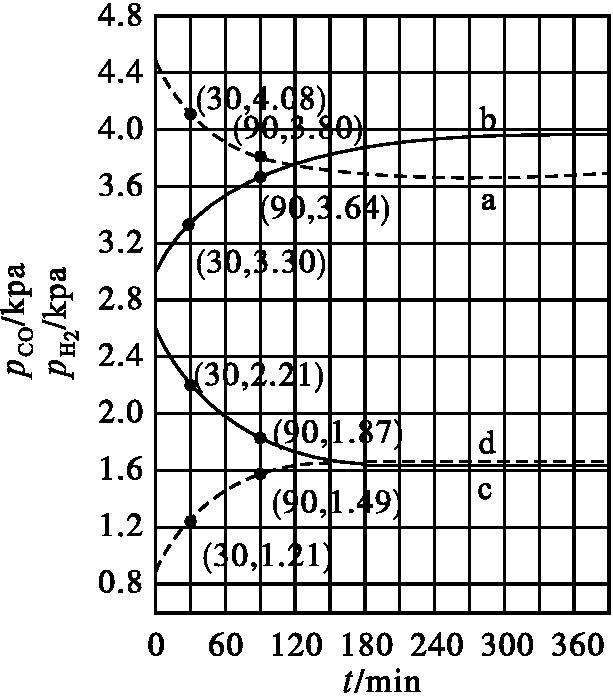 4.8
4.4
(30,4.08)
(90,3.80)
4.0
b
3.6
a
(90,3.64)
3.2
(30,3.30)
2.8
p_CO/kpa
p_H2/kpa
2.4
(30,2.21)
2.0
(90,1.87)
d
1.6
c
(90,1.49)
1.2
(30,1.21)
0.8
0 60 120 180 240 300 360
t/min